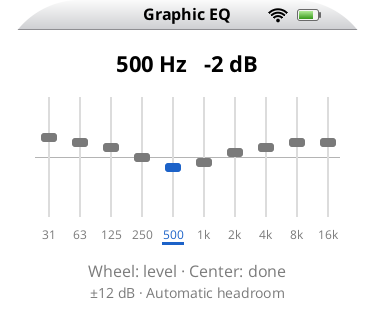 Graphic EQ
500 Hz -2 dB
31 63 125 250 500 1k 2k 4k 8k 16k
Wheel: level · Center: done
±12 dB · Automatic headroom